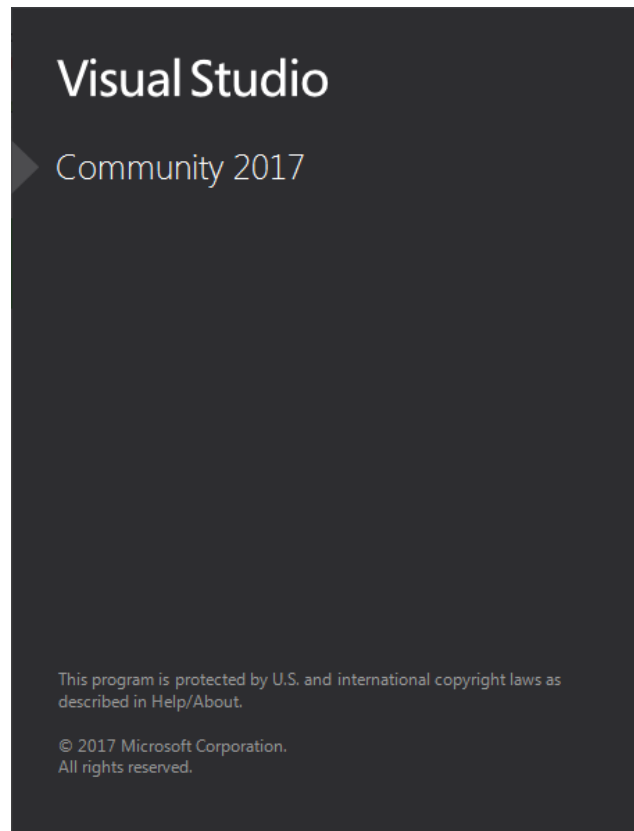 Visual Studio
Community 2017
This program is protected by U.S. and international copyright laws as
described in Help/About.
© 2017 Microsoft Corporation.
All rights reserved.